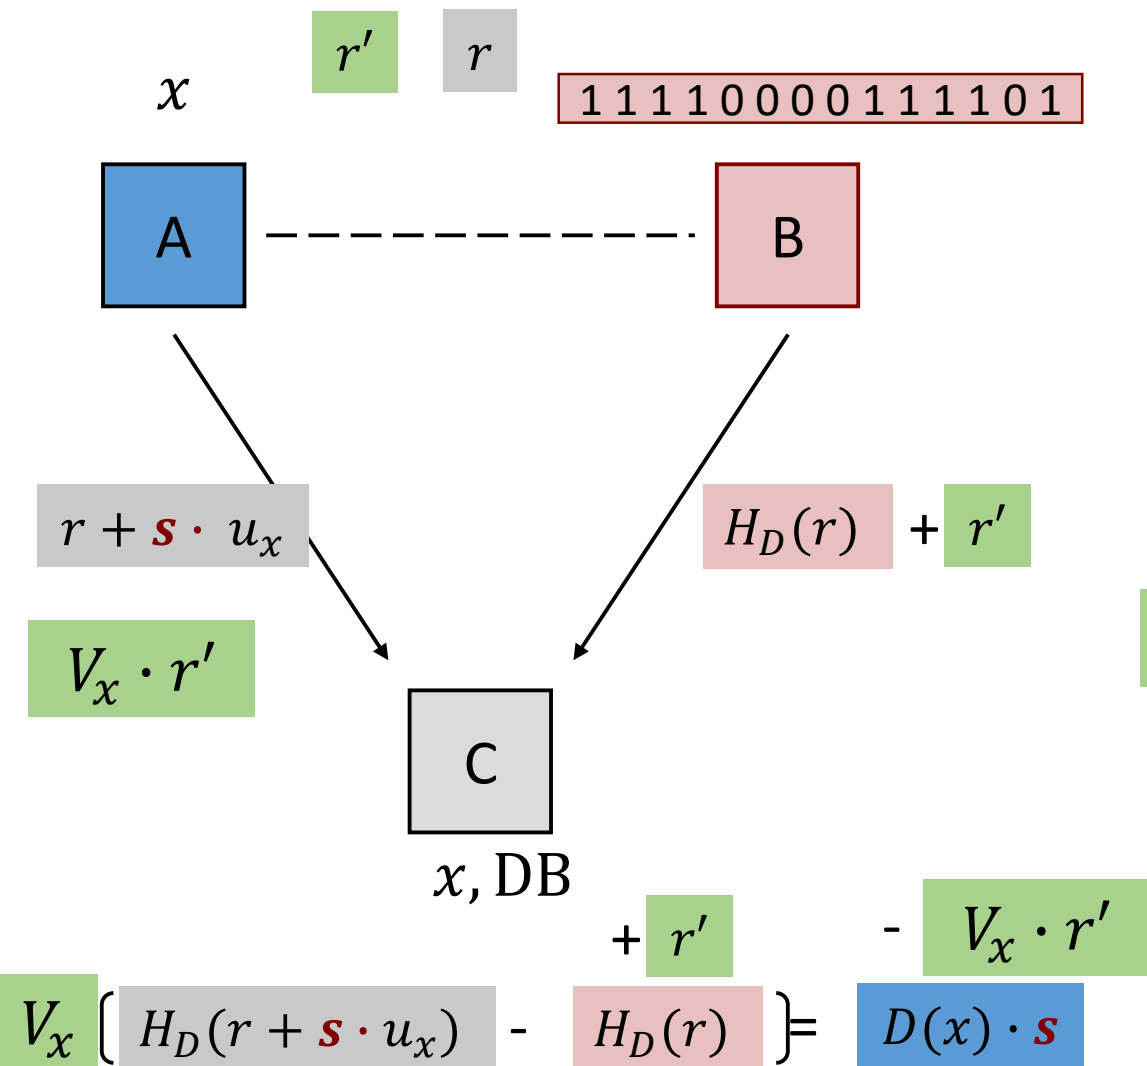 r′ r
x
1 1 1 1 0 0 0 0 1 1 1 1 0 1
A
B
r + s · u_x
H_D(r) + r′
V_x · r′
C
x, DB
+ r′ - V_x · r′
V_x ( H_D(r + s · u_x) - H_D(r) ) = D(x) · s